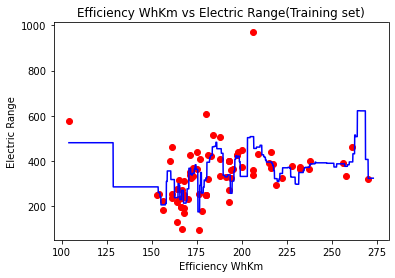 Efficiency WhKm vs Electric Range(Training set)
1000
800
600
400
200
Electric Range
100 125 150 175 200 225 250 275
Efficiency WhKm